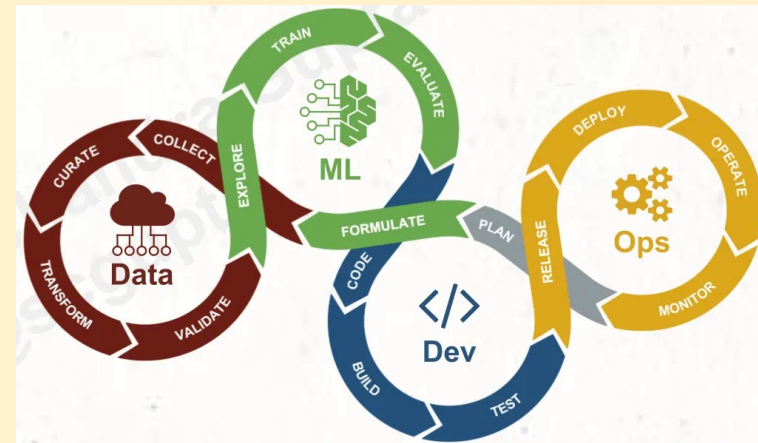 TRAIN
EVALUATE
EXPLORE
ML
COLLECT
CURATE
TRANSFORM
VALIDATE
Data
FORMULATE
PLAN
CODE
BUILD
TEST
</>
Dev
RELEASE
DEPLOY
OPERATE
MONITOR
Ops